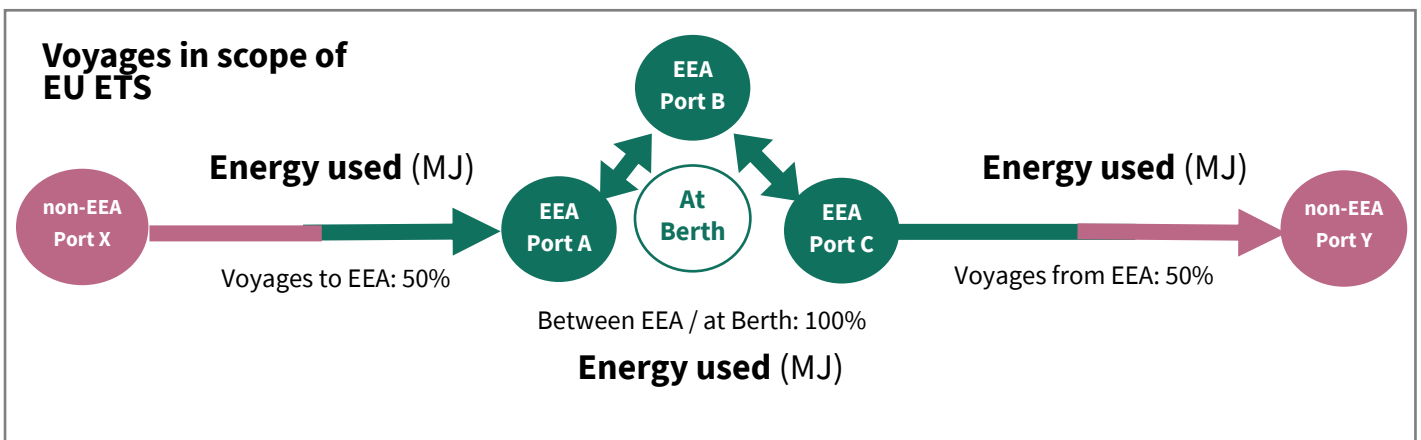 Voyages in scope of
EU ETS
EEA
Port B
Energy used (MJ)
Energy used (MJ)
non-EEA
Port X
EEA
Port A
At
Berth
EEA
Port C
non-EEA
Port Y
Voyages to EEA: 50%
Voyages from EEA: 50%
Between EEA / at Berth: 100%
Energy used (MJ)